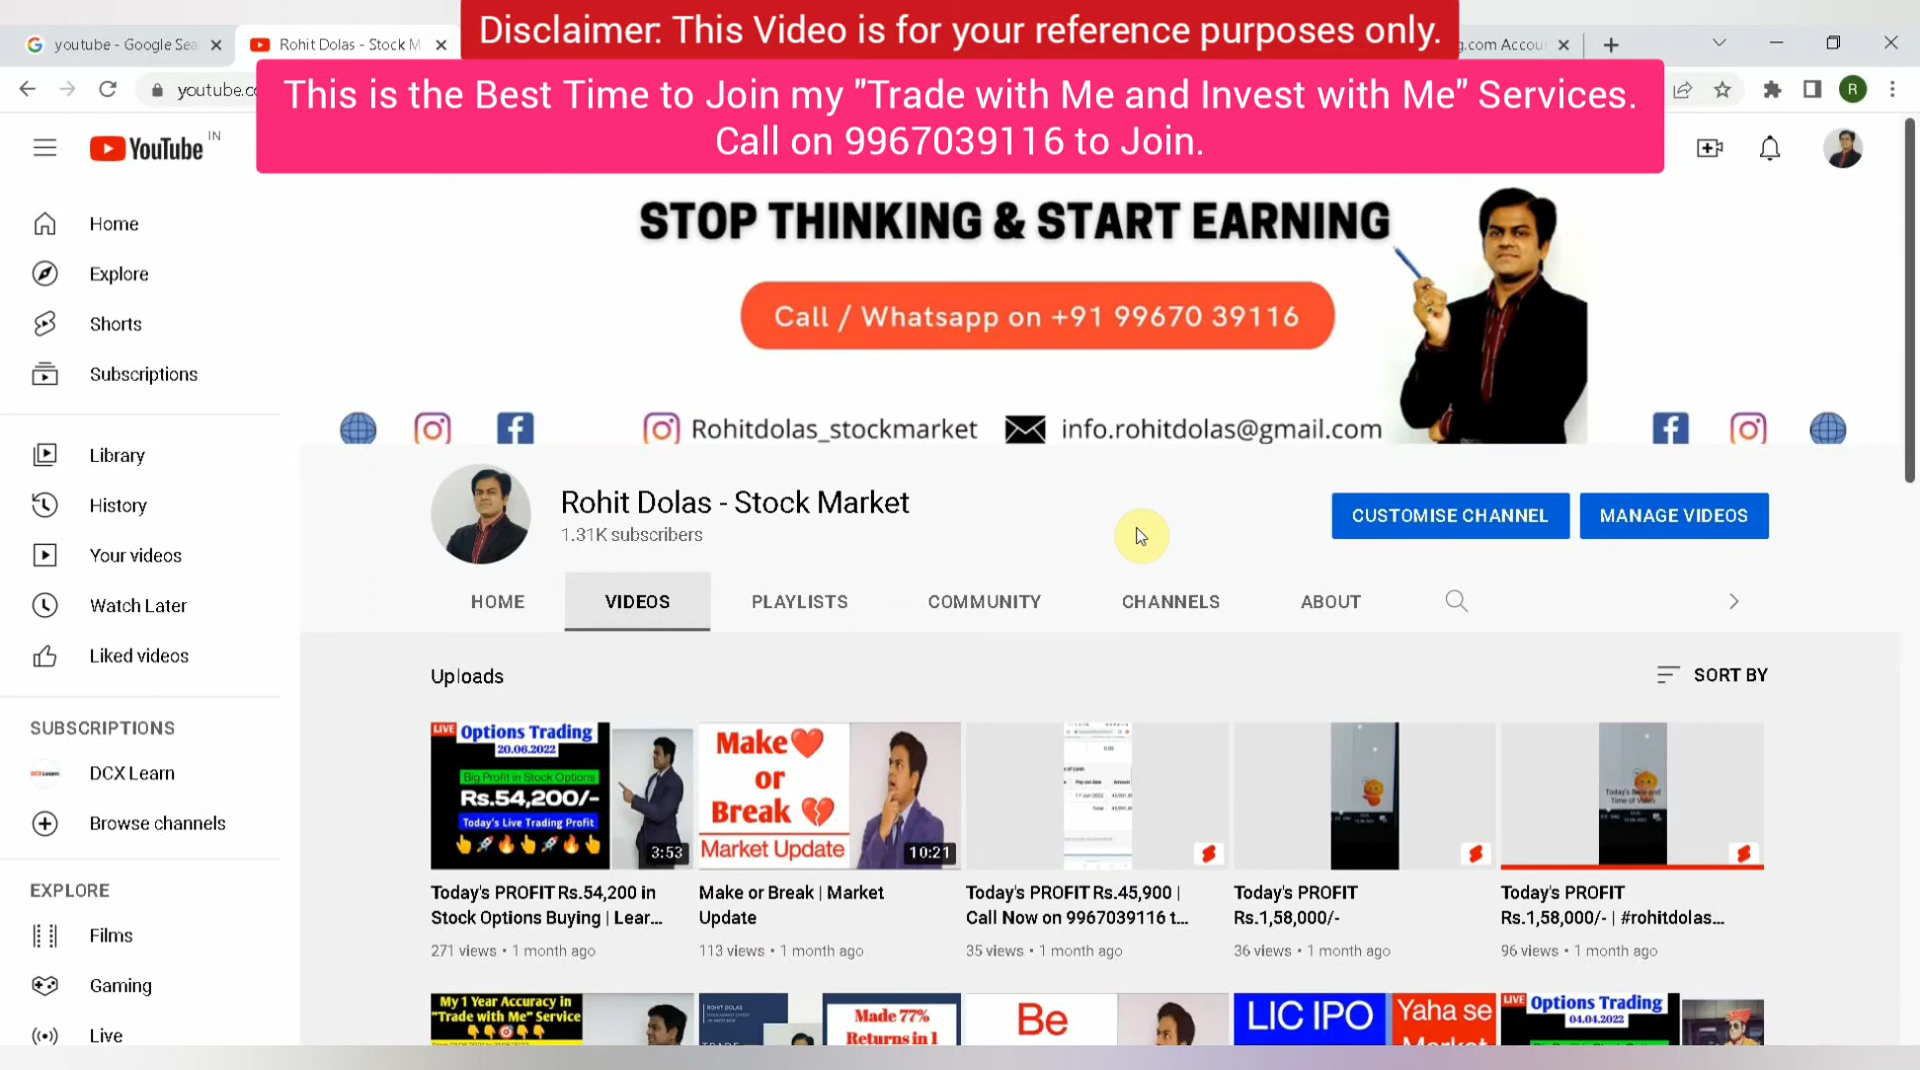 Disclaimer: This Video is for your reference purposes only.
youtube - Google Sea
Rohit Dolas - Stock M
g.com Accou
youtube.co
This is the Best Time to Join my "Trade with Me and Invest with Me" Services.
Call on 9967039116 to Join.
R
YouTube IN
STOP THINKING & START EARNING
Call / Whatsapp on +91 99670 39116
Rohitdolas_stockmarket
info.rohitdolas@gmail.com
Home
Explore
Shorts
Subscriptions
Library
History
Your videos
Watch Later
Liked videos
SUBSCRIPTIONS
DCX Learn
Browse channels
EXPLORE
Films
Gaming
Live
Rohit Dolas - Stock Market
1.31K subscribers
CUSTOMISE CHANNEL
MANAGE VIDEOS
HOME
VIDEOS
PLAYLISTS
COMMUNITY
CHANNELS
ABOUT
Uploads
SORT BY
LIVE
Options Trading
20.06.2022
Big Profit in Stock Options
Rs.54,200/-
Today's Live Trading Profit
3:53
Today's PROFIT Rs.54,200 in
Stock Options Buying | Lear...
271 views • 1 month ago
Make
or
Break
Market Update
10:21
Make or Break | Market
Update
113 views • 1 month ago
Today's PROFIT Rs.45,900 |
Call Now on 9967039116 t...
35 views • 1 month ago
Today's PROFIT
Rs.1,58,000/-
36 views • 1 month ago
Today's Date and
Time of Video
Today's PROFIT
Rs.1,58,000/- | #rohitdolas...
96 views • 1 month ago
My 1 Year Accuracy in
"Trade with Me" Service
ROHIT DOLAS
TRADE
Made 77%
Returns in 1
Be
LIC IPO
Yaha se
Market
LIVE
Options Trading
04.04.2022